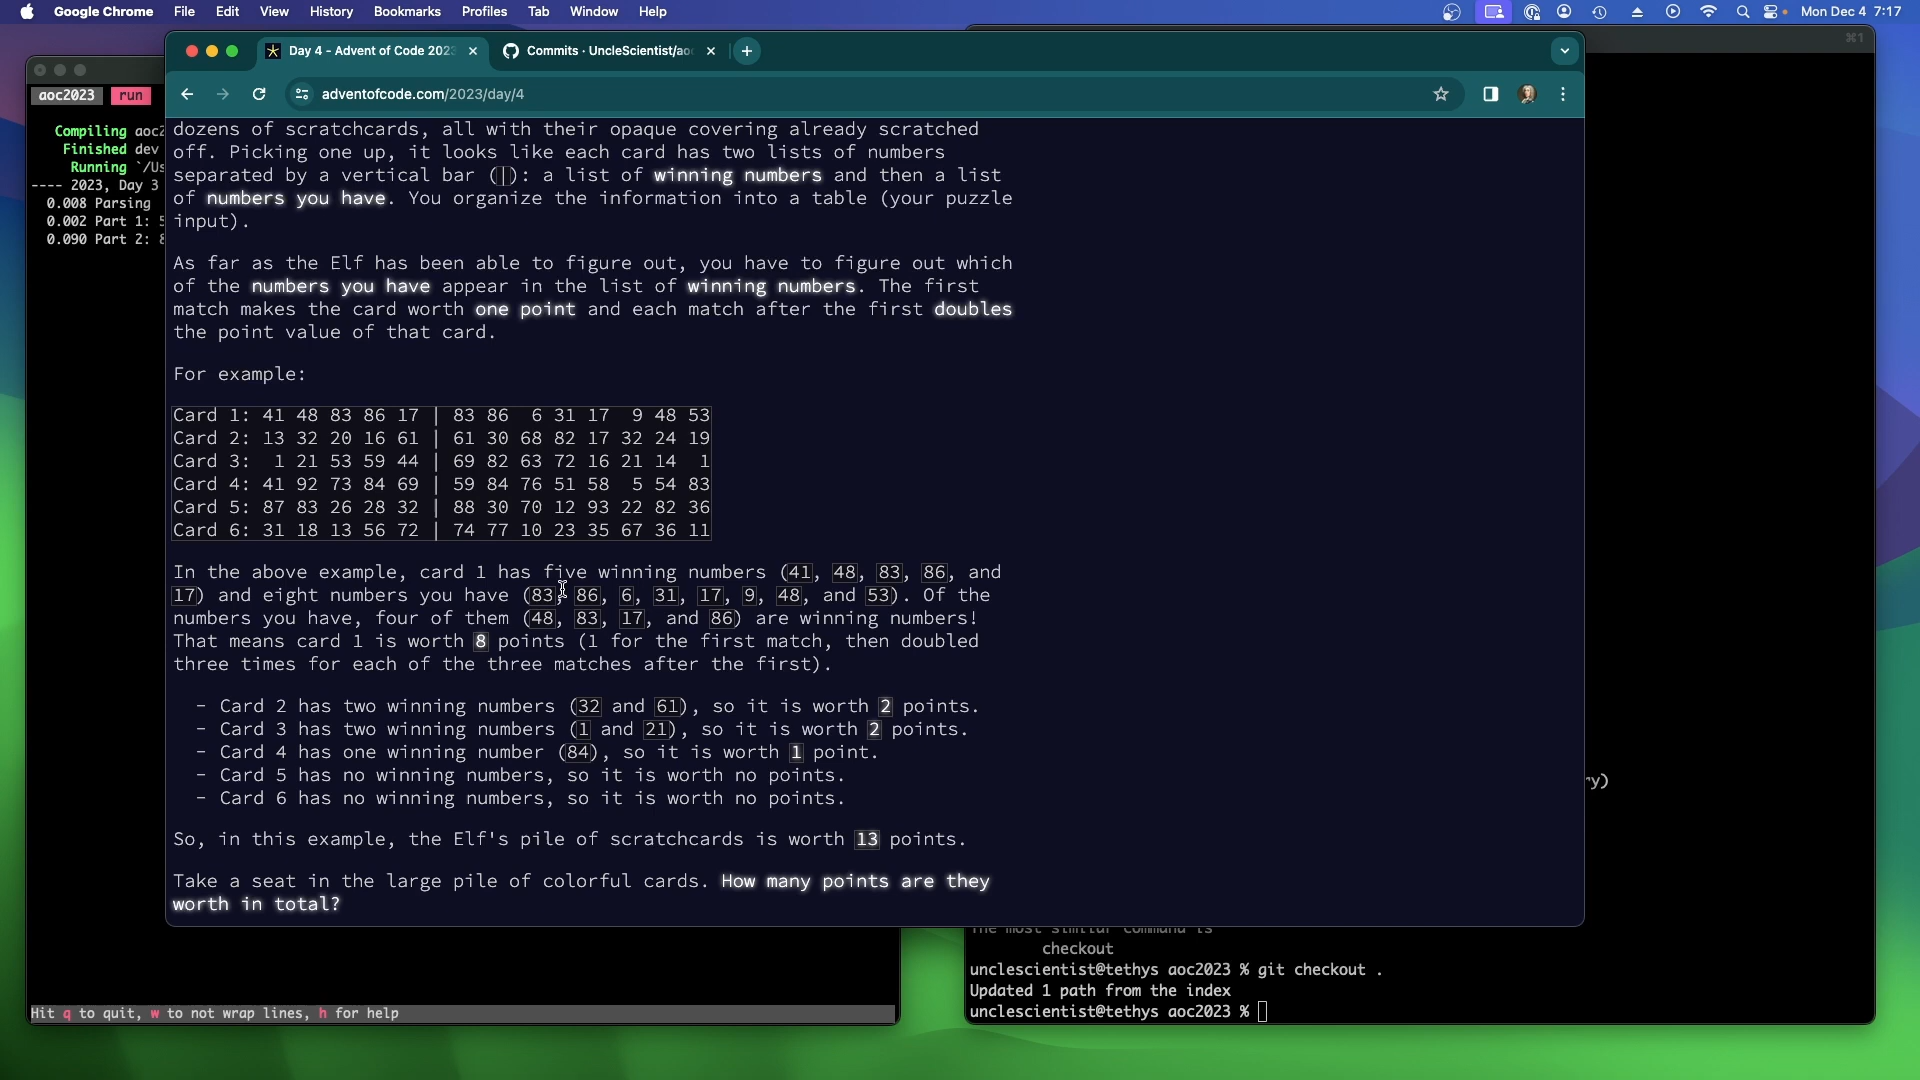 Google Chrome File Edit View History Bookmarks Profiles Tab Window Help Mon Dec 4 7:17
Day 4 - Advent of Code 2023 Commits · UncleScientist/aoc
⌘1
adventofcode.com/2023/day/4
aoc2023 run
Compiling aoc2
Finished dev
Running `/Us
---- 2023, Day 3
0.008 Parsing
0.002 Part 1: 5
0.090 Part 2: 8
dozens of scratchcards, all with their opaque covering already scratched
off. Picking one up, it looks like each card has two lists of numbers
separated by a vertical bar (|): a list of winning numbers and then a list
of numbers you have. You organize the information into a table (your puzzle
input).
As far as the Elf has been able to figure out, you have to figure out which
of the numbers you have appear in the list of winning numbers. The first
match makes the card worth one point and each match after the first doubles
the point value of that card.
For example:
Card 1: 41 48 83 86 17 | 83 86  6 31 17  9 48 53
Card 2: 13 32 20 16 61 | 61 30 68 82 17 32 24 19
Card 3:  1 21 53 59 44 | 69 82 63 72 16 21 14  1
Card 4: 41 92 73 84 69 | 59 84 76 51 58  5 54 83
Card 5: 87 83 26 28 32 | 88 30 70 12 93 22 82 36
Card 6: 31 18 13 56 72 | 74 77 10 23 35 67 36 11
In the above example, card 1 has five winning numbers (41, 48, 83, 86, and
17) and eight numbers you have (83, 86, 6, 31, 17, 9, 48, and 53). Of the
numbers you have, four of them (48, 83, 17, and 86) are winning numbers!
That means card 1 is worth 8 points (1 for the first match, then doubled
three times for each of the three matches after the first).
- Card 2 has two winning numbers (32 and 61), so it is worth 2 points.
- Card 3 has two winning numbers (1 and 21), so it is worth 2 points.
- Card 4 has one winning number (84), so it is worth 1 point.
- Card 5 has no winning numbers, so it is worth no points.
- Card 6 has no winning numbers, so it is worth no points.
So, in this example, the Elf's pile of scratchcards is worth 13 points.
Take a seat in the large pile of colorful cards. How many points are they
worth in total?
ry)
The most similar command is
checkout
unclescientist@tethys aoc2023 % git checkout .
Updated 1 path from the index
unclescientist@tethys aoc2023 %
Hit q to quit, w to not wrap lines, h for help